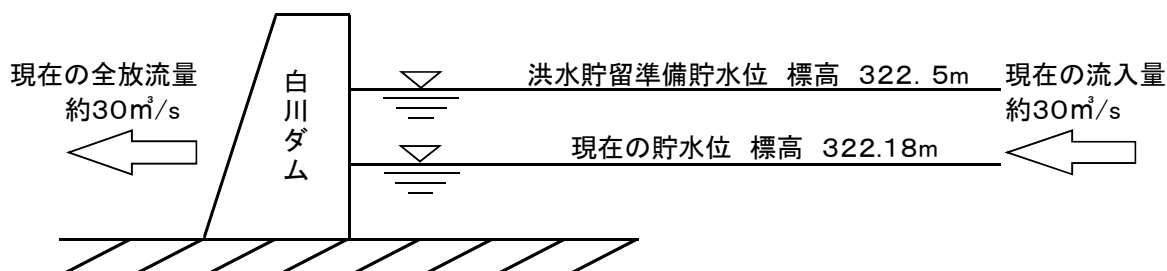 現在の全放流量
約30㎥/s
白川ダム
洪水貯留準備貯水位 標高 322.5m
現在の貯水位 標高 322.18m
現在の流入量
約30㎥/s